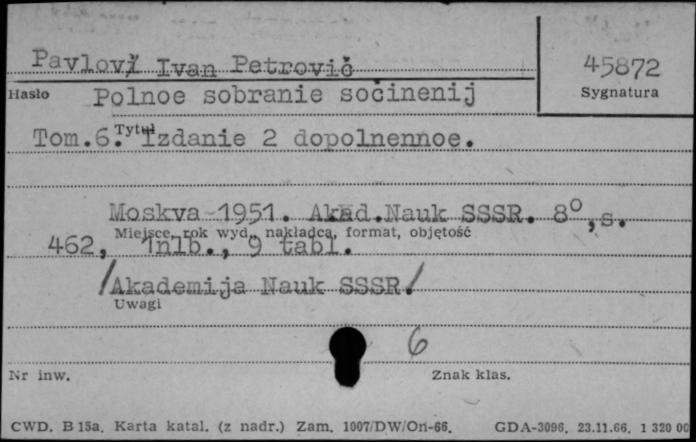 Pavlovi Ivan Petrovič
45872
Hasło Polnoe sobranie sočinenij
Sygnatura
Tom.6. Tytuł Izdanie 2 dopolnennoe.
Moskva 1951. Akad.Nauk SSSR. 8°,s.
Miejsce, rok wyd., nakładca, format, objętość
462, 1nlb., 9 tabl.
/Akademija Nauk SSSR/
Uwagi
6
Nr inw. Znak klas.
CWD. B 15a. Karta katal. (z nadr.) Zam. 1007/DW/On-66. GDA-3096. 23.11.66. 1 320 00